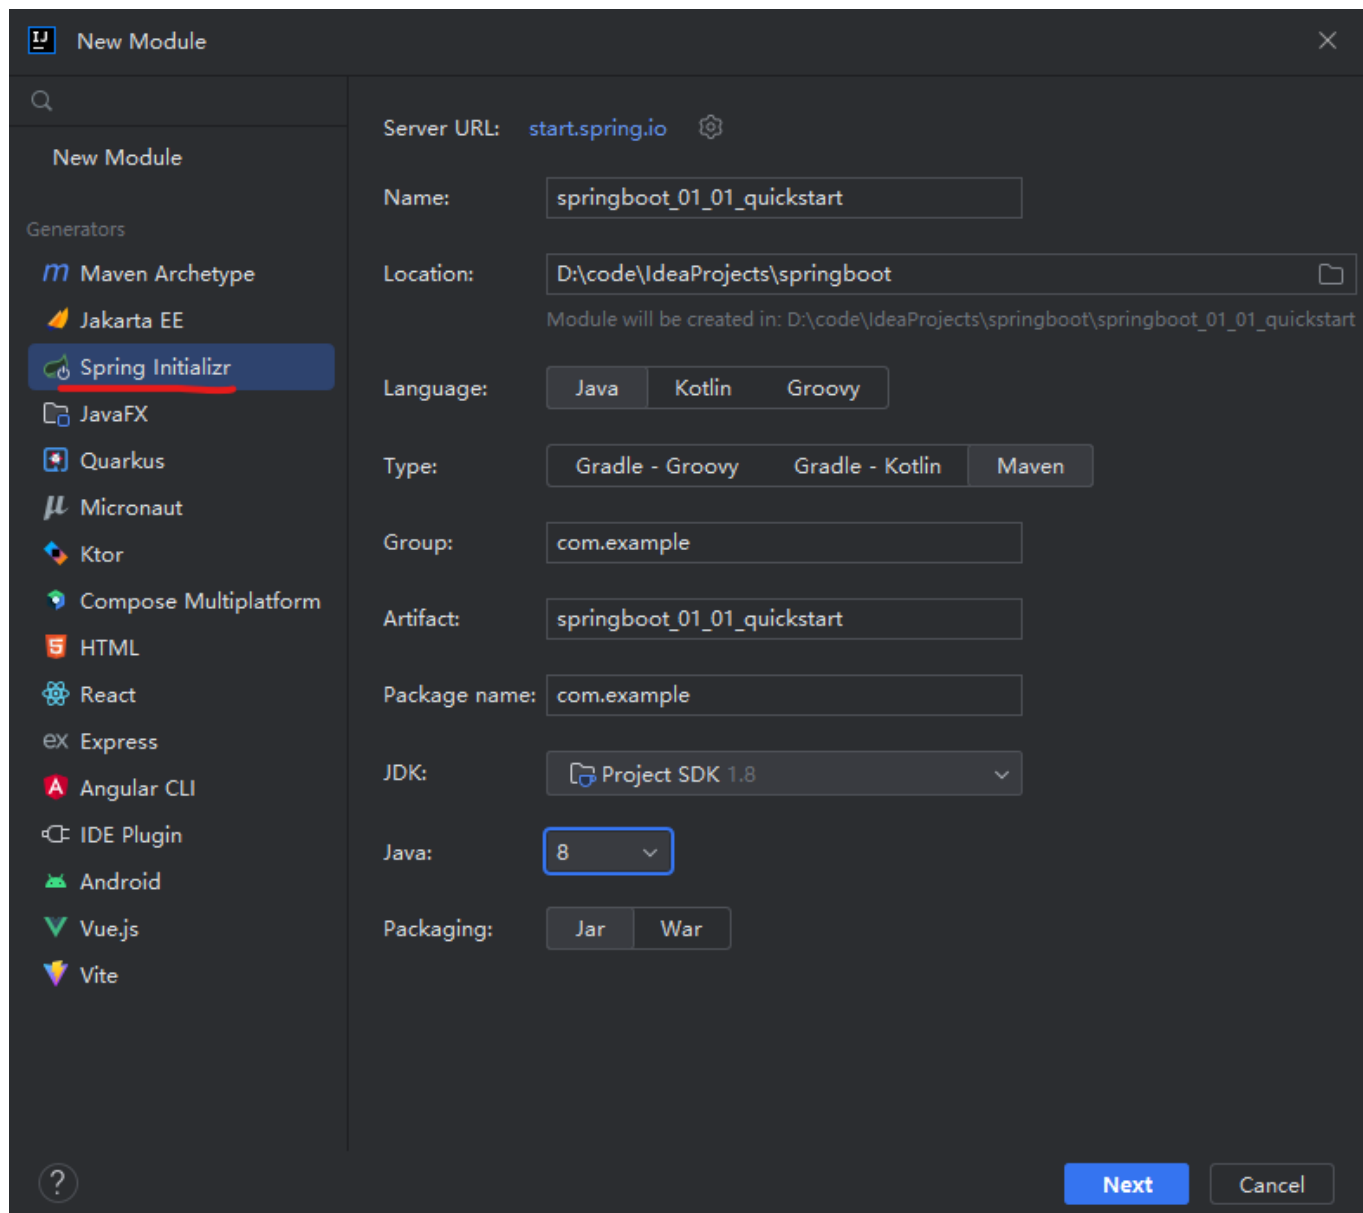 New Module
New Module
Generators
Maven Archetype
Jakarta EE
Spring Initializr
JavaFX
Quarkus
Micronaut
Ktor
Compose Multiplatform
HTML
React
Express
Angular CLI
IDE Plugin
Android
Vue.js
Vite
Server URL: start.spring.io
Name: springboot_01_01_quickstart
Location: D:\code\IdeaProjects\springboot
Module will be created in: D:\code\IdeaProjects\springboot\springboot_01_01_quickstart
Language: Java Kotlin Groovy
Type: Gradle - Groovy Gradle - Kotlin Maven
Group: com.example
Artifact: springboot_01_01_quickstart
Package name: com.example
JDK: Project SDK 1.8
Java: 8
Packaging: Jar War
? Next Cancel